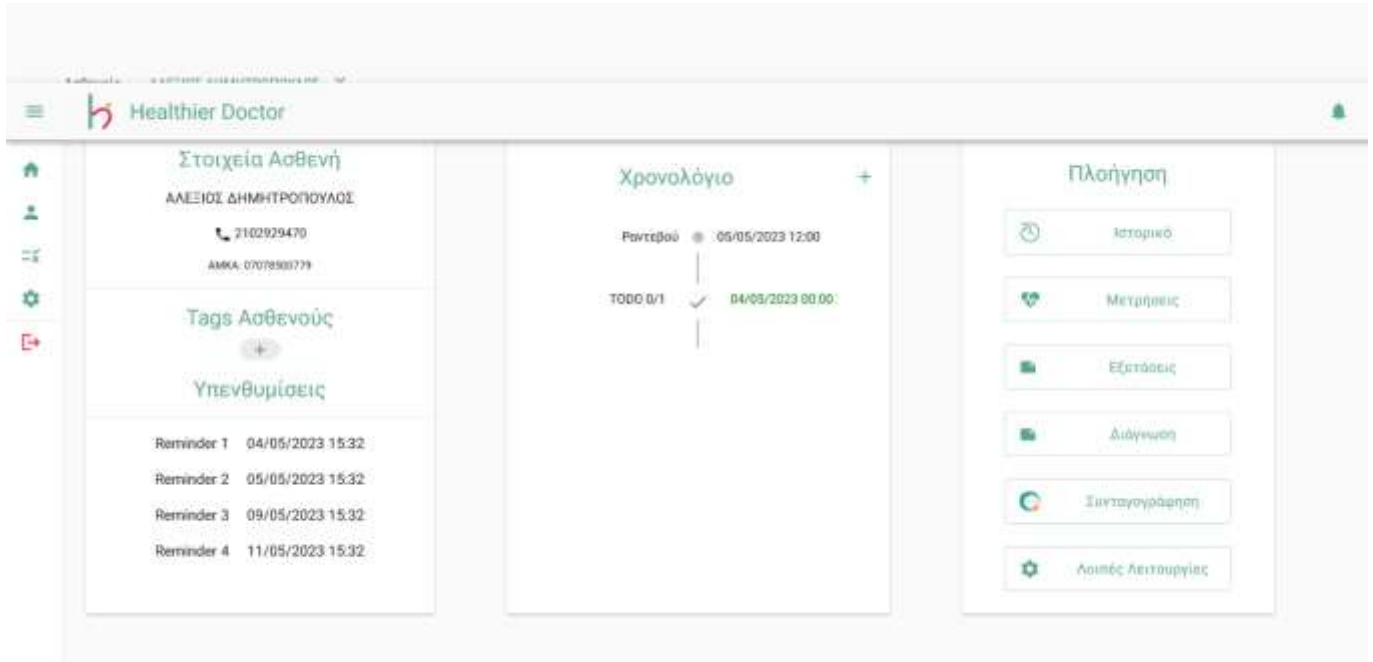 Healthier Doctor
Στοιχεία Ασθενή
ΑΛΕΞΙΟΣ ΔΗΜΗΤΡΟΠΟΥΛΟΣ
2102929470
ΑΜΚΑ: 07078500779
Tags Ασθενούς
+
Υπενθυμίσεις
Reminder 1 04/05/2023 15:32
Reminder 2 05/05/2023 15:32
Reminder 3 09/05/2023 15:32
Reminder 4 11/05/2023 15:32
Χρονολόγιο +
Ραντεβού 05/05/2023 12:00
TODO 0/1 04/05/2023 00:00
Πλοήγηση
Ιστορικό
Μετρήσεις
Εξετάσεις
Διάγνωση
Συνταγογράφηση
Λοιπές Λειτουργίες